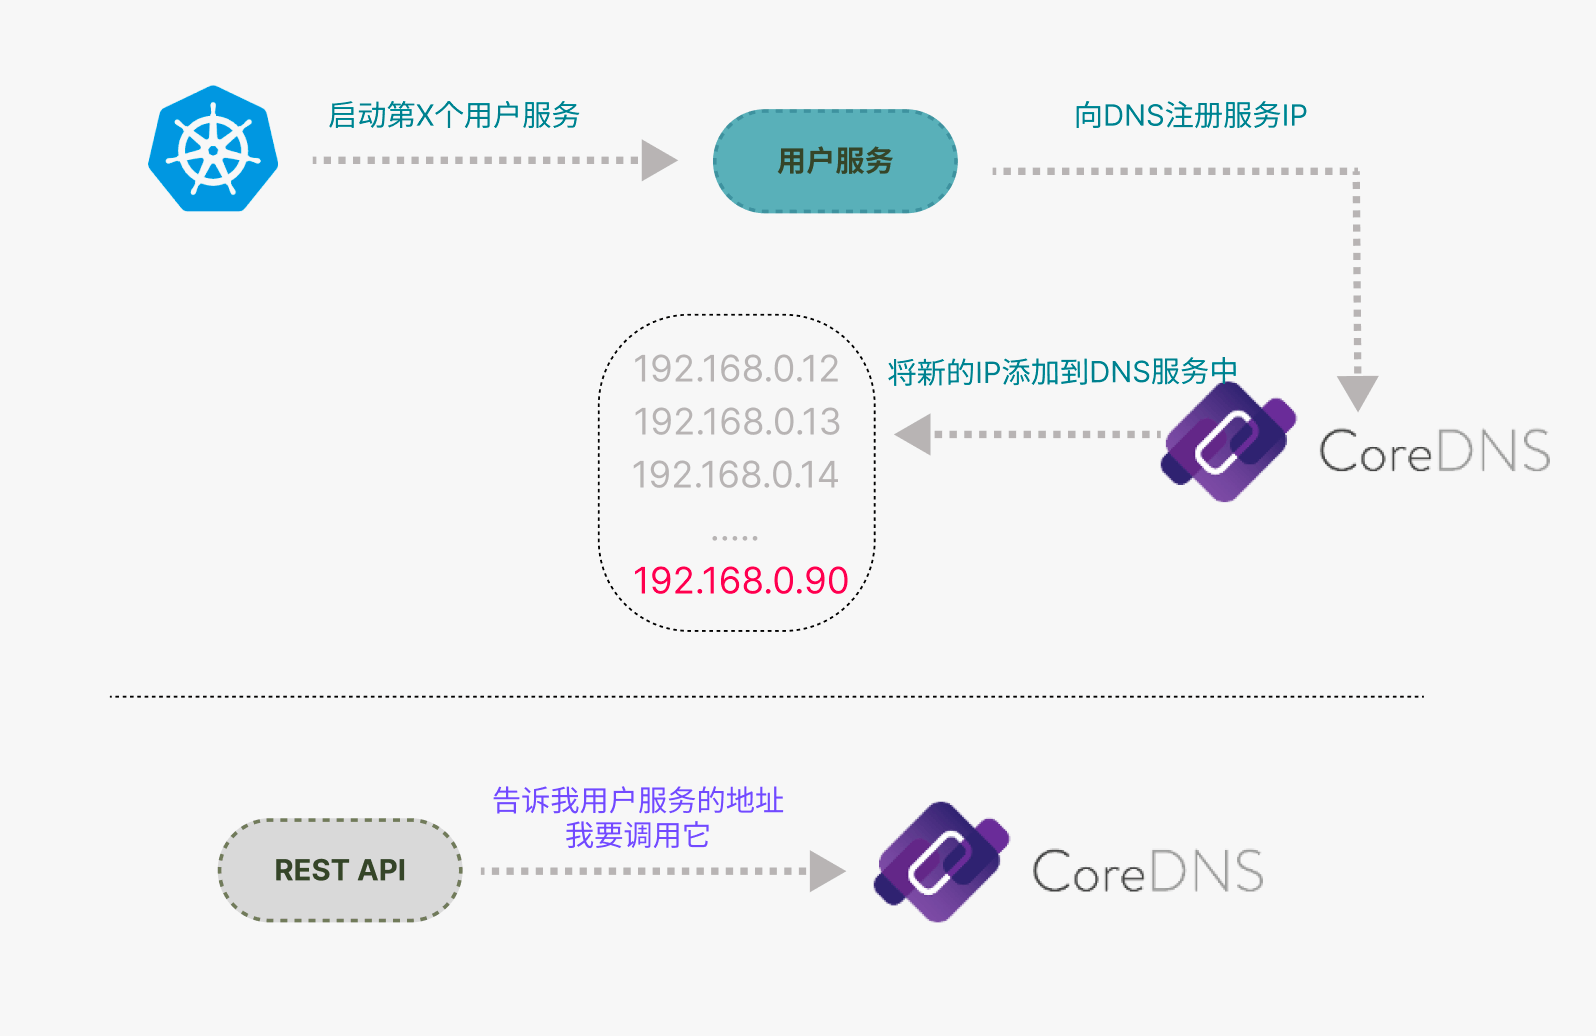 启动第X个用户服务
用户服务
向DNS注册服务IP
192.168.0.12
192.168.0.13
192.168.0.14
.....
192.168.0.90
将新的IP添加到DNS服务中
CoreDNS
REST API
告诉我用户服务的地址
我要调用它
CoreDNS